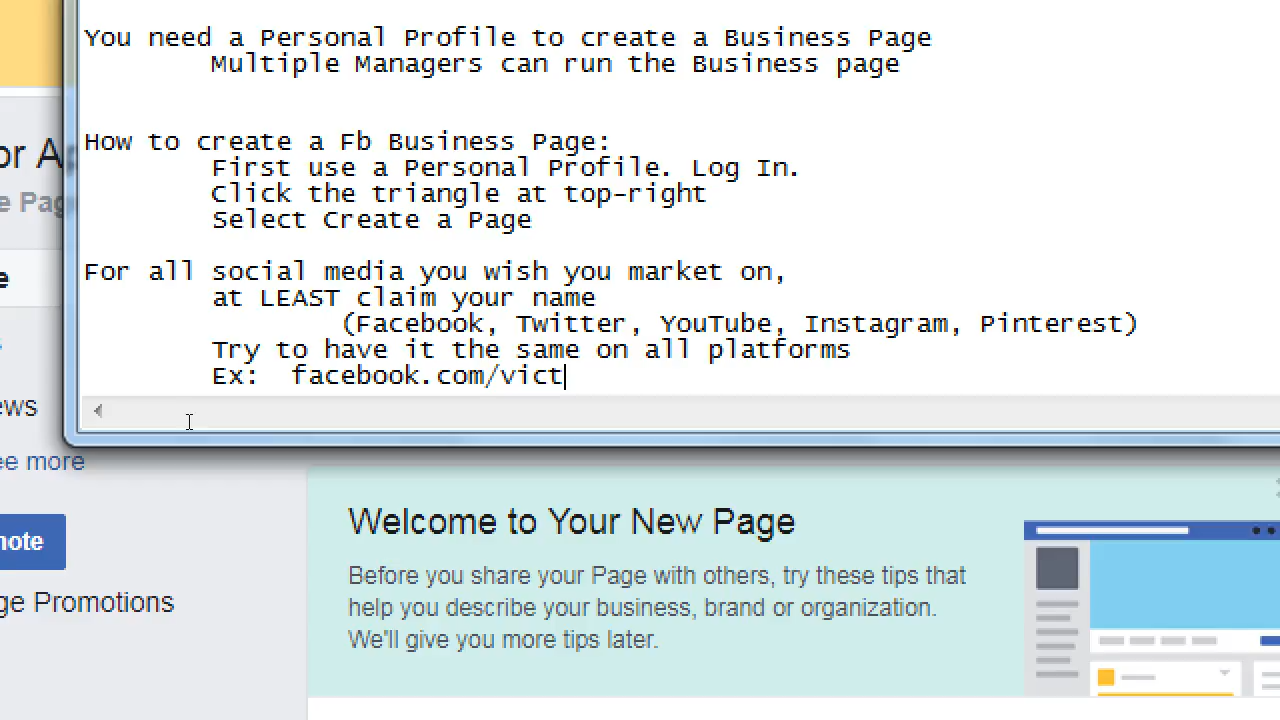 You need a Personal Profile to create a Business Page
Multiple Managers can run the Business page
How to create a Fb Business Page:
First use a Personal Profile. Log In.
Click the triangle at top-right
Select Create a Page
For all social media you wish you market on,
at LEAST claim your name
(Facebook, Twitter, YouTube, Instagram, Pinterest)
Try to have it the same on all platforms
Ex: facebook.com/vict
or A
e Pag
e
ews
ee more
note
ge Promotions
Welcome to Your New Page
Before you share your Page with others, try these tips that
help you describe your business, brand or organization.
We'll give you more tips later.